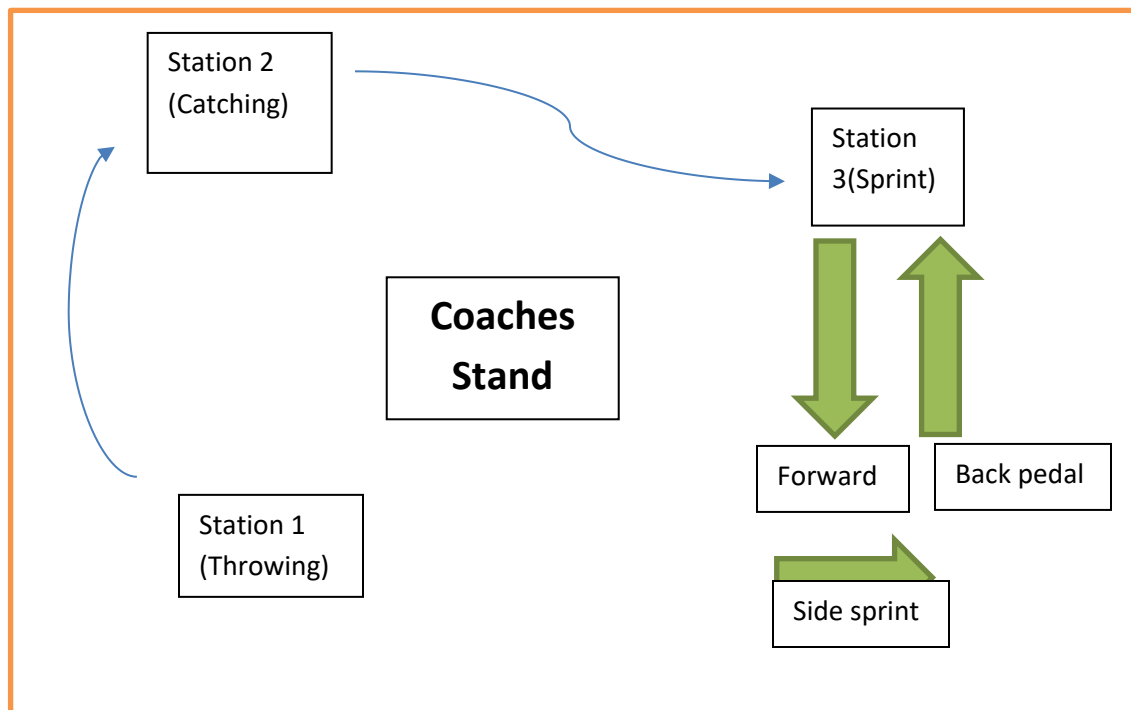 Station 2
(Catching)
Station
3(Sprint)
Coaches
Stand
Forward
Back pedal
Station 1
(Throwing)
Side sprint